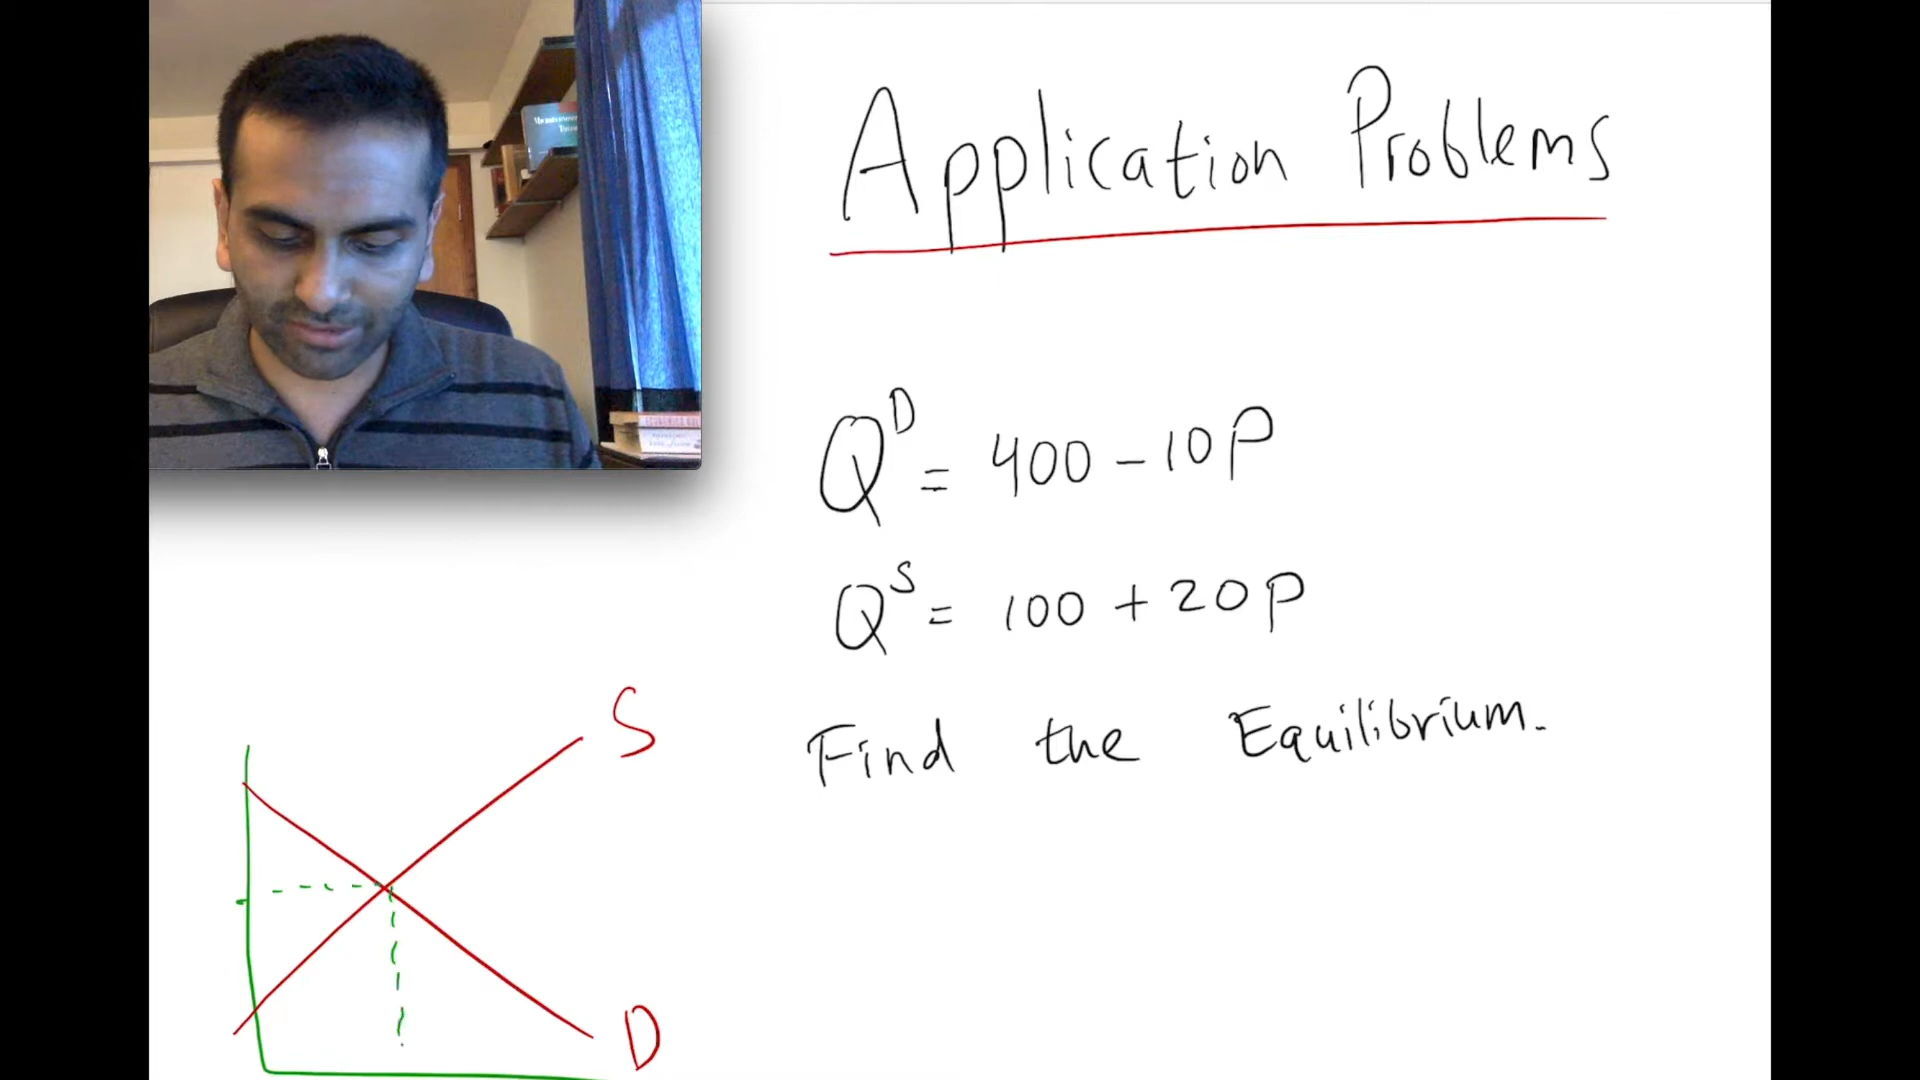 Application Problems
Q^D = 400 - 10P
Q^S = 100 + 20P
Find the Equilibrium.
S
D